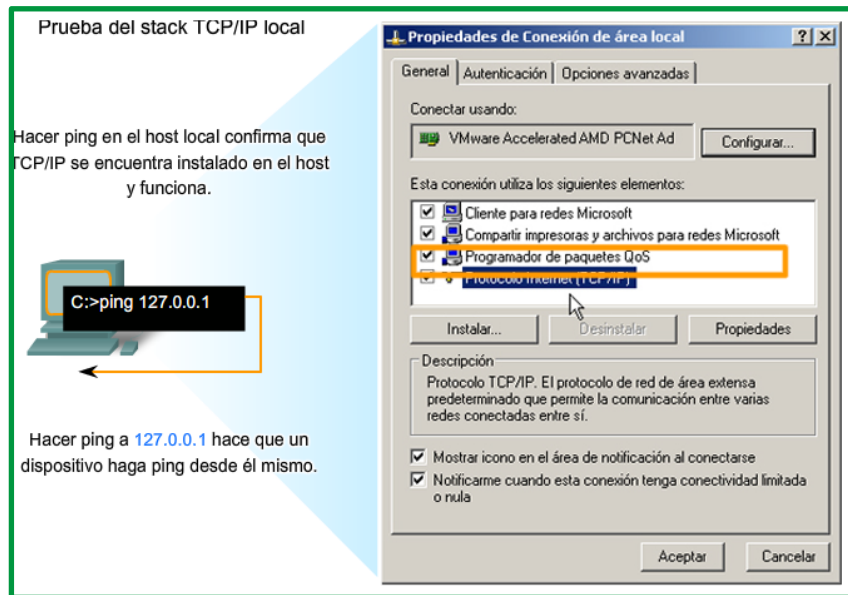 Prueba del stack TCP/IP local
Hacer ping en el host local confirma que
TCP/IP se encuentra instalado en el host
y funciona.
C:>ping 127.0.0.1
Hacer ping a 127.0.0.1 hace que un
dispositivo haga ping desde él mismo.
Propiedades de Conexión de área local
General Autenticación Opciones avanzadas
Conectar usando:
VMware Accelerated AMD PCNet Ad
Configurar...
Esta conexión utiliza los siguientes elementos:
Cliente para redes Microsoft
Compartir impresoras y archivos para redes Microsoft
Programador de paquetes QoS
Protocolo Internet (TCP/IP)
Instalar... Desinstalar Propiedades
Descripción
Protocolo TCP/IP. El protocolo de red de área extensa
predeterminado que permite la comunicación entre varias
redes conectadas entre sí.
Mostrar icono en el área de notificación al conectarse
Notificarme cuando esta conexión tenga conectividad limitada
o nula
Aceptar Cancelar